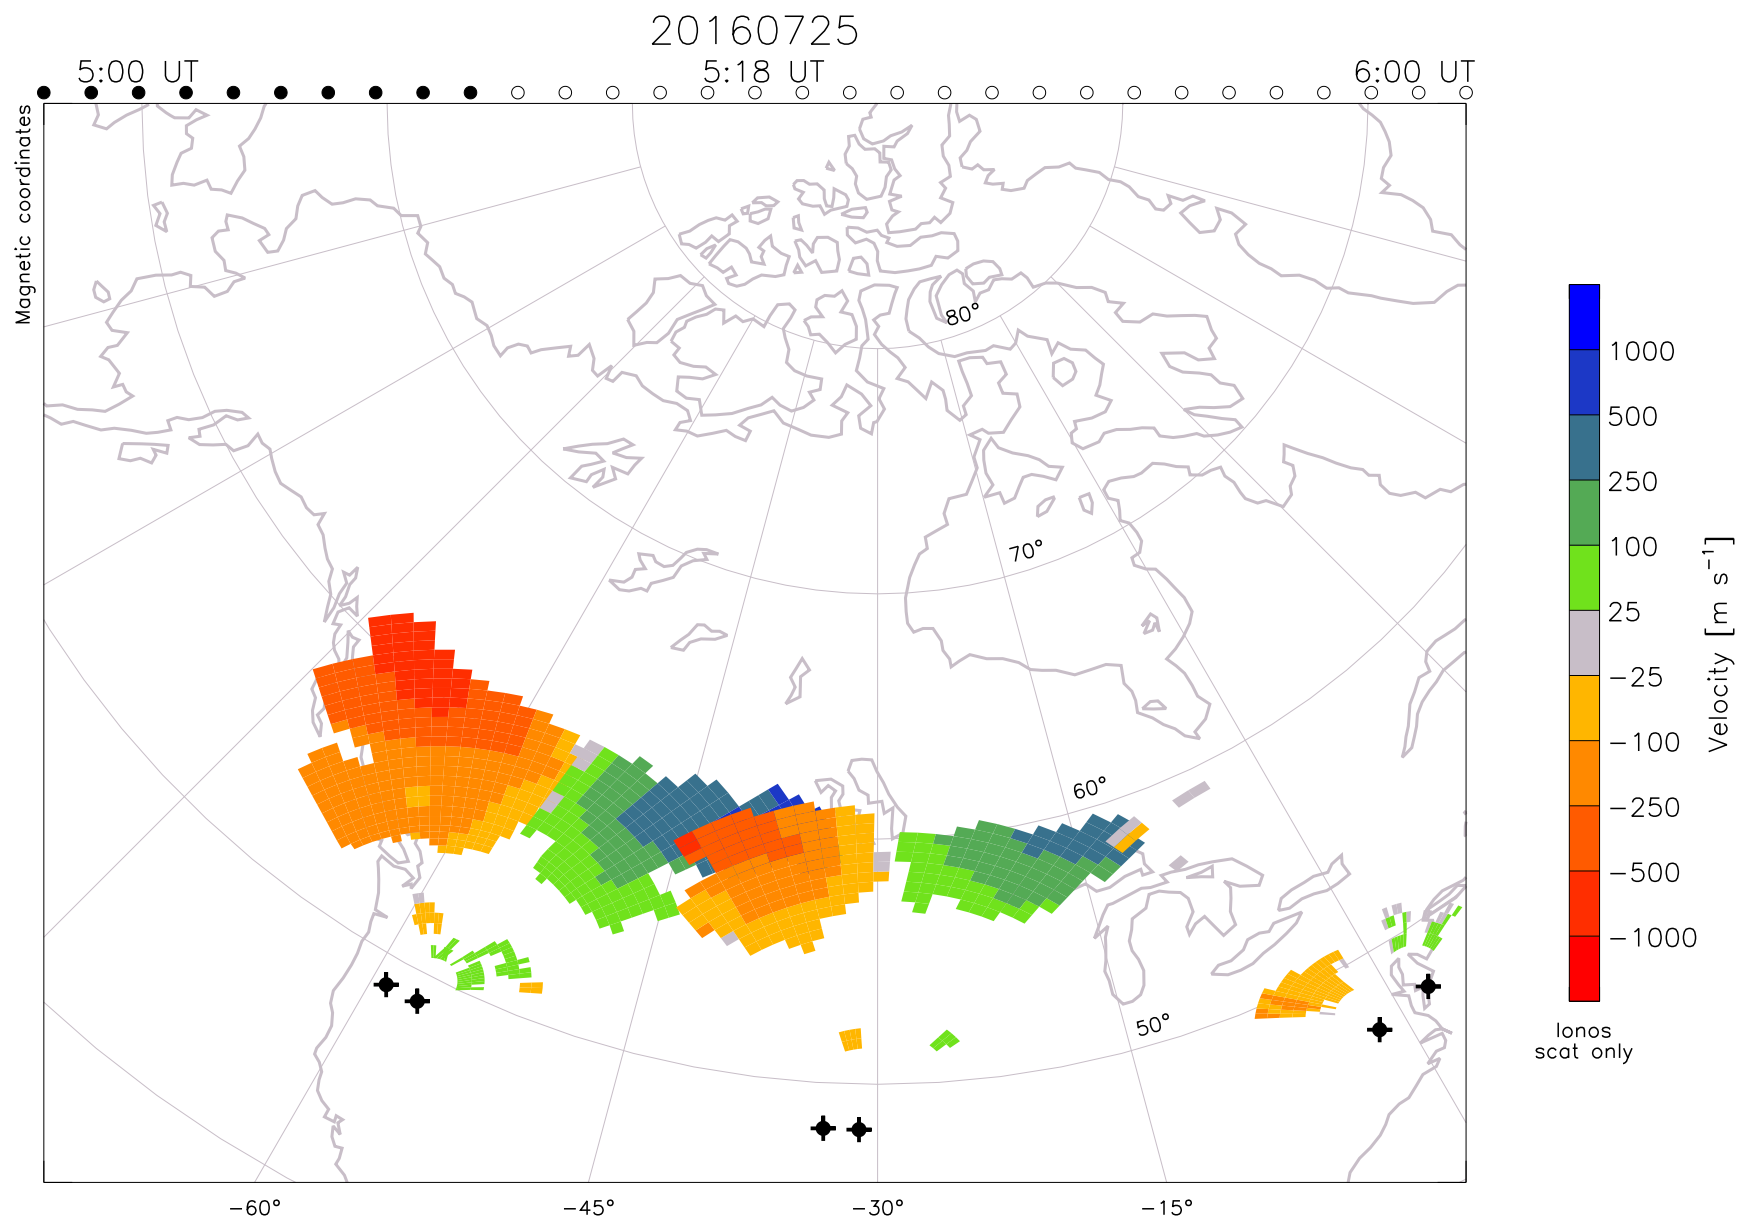 20160725
5:00 UT
5:18 UT
6:00 UT
Magnetic coordinates
80°
70°
60°
50°
1000
500
250
100
25
−25
−100
−250
−500
−1000
Velocity [m s⁻¹]
Ionos
scat only
−60°
−45°
−30°
−15°